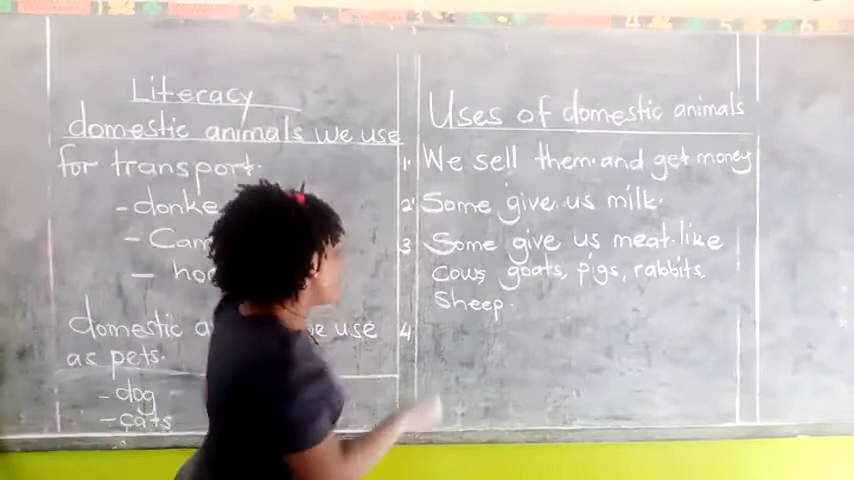 Literacy
domestic animals we use
for transport.
- donke
- Cam
- ho
domestic a we use
as pets.
- dog
- cats
Uses of domestic animals
1. We sell them and get money
2. Some give us milk.
3 Some give us meat like
cows, goats, pigs, rabbits,
Sheep.
4